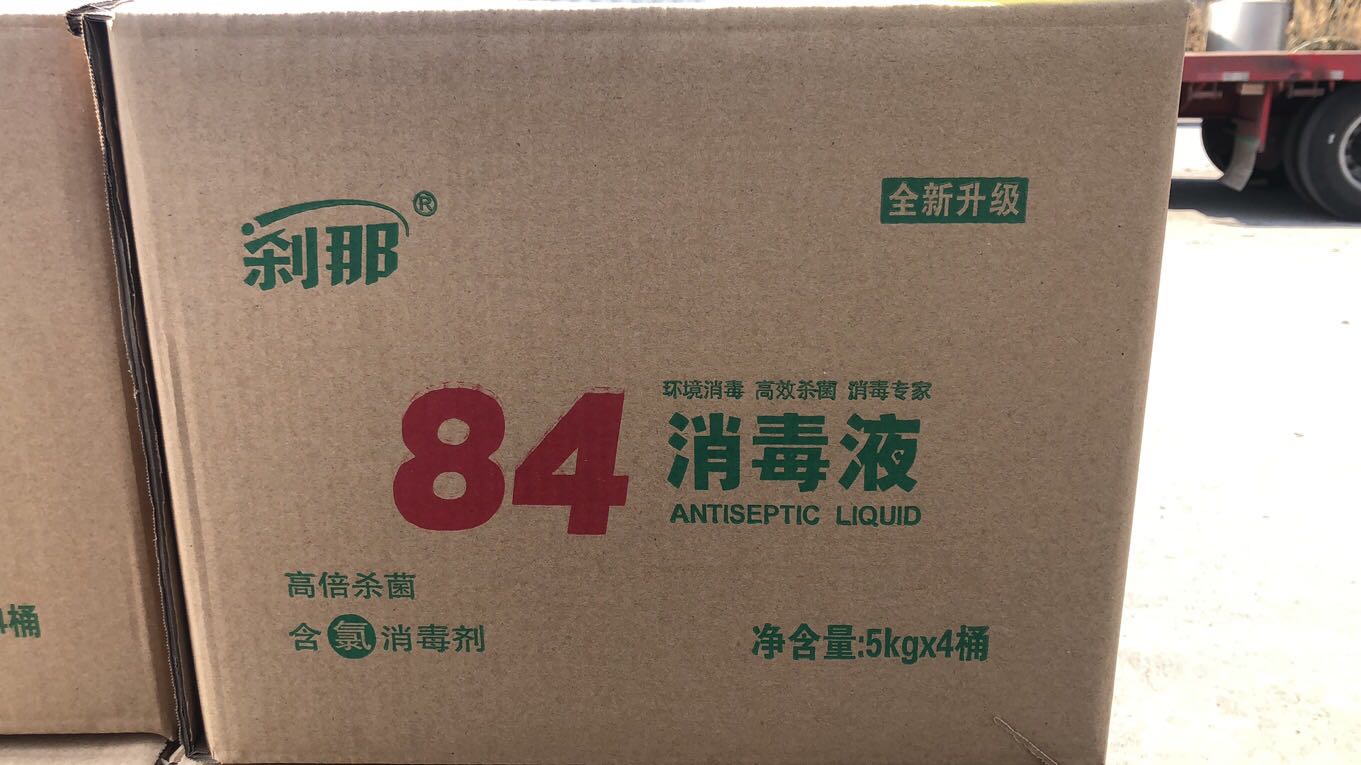 刹那®
全新升级
84
环境消毒 高效杀菌 消毒专家
消毒液
ANTISEPTIC LIQUID
高倍杀菌
含氯消毒剂
净含量:5kgx4桶
4桶